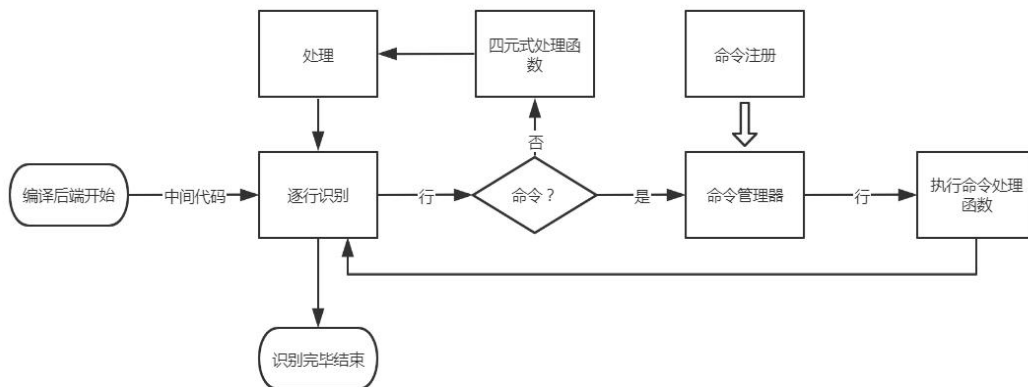 处理
四元式处理函
数
命令注册
否
编译后端开始
中间代码
逐行识别
行
命令？
是
命令管理器
行
执行命令处理
函数
识别完毕结束